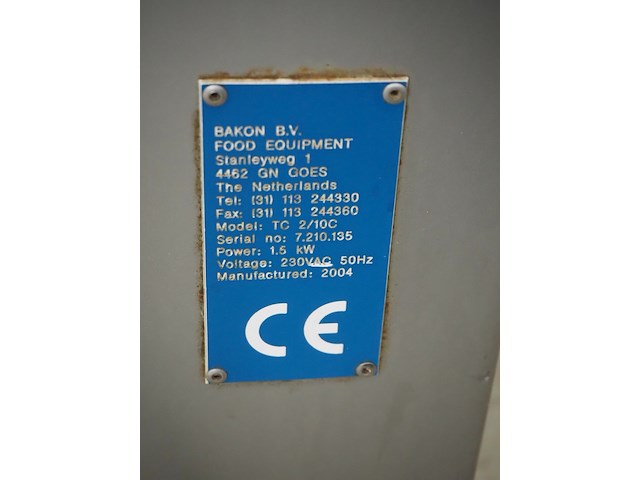 BAKON B.V.
FOOD EQUIPMENT
Stanleyweg 1
4462 GN GOES
The Netherlands
Tel: (31) 113 244330
Fax: (31) 113 244360
Model: TC 2/10C
Serial no: 7.210.135
Power: 1.5 kW
Voltage: 230VAC 50Hz
Manufactured: 2004
CE